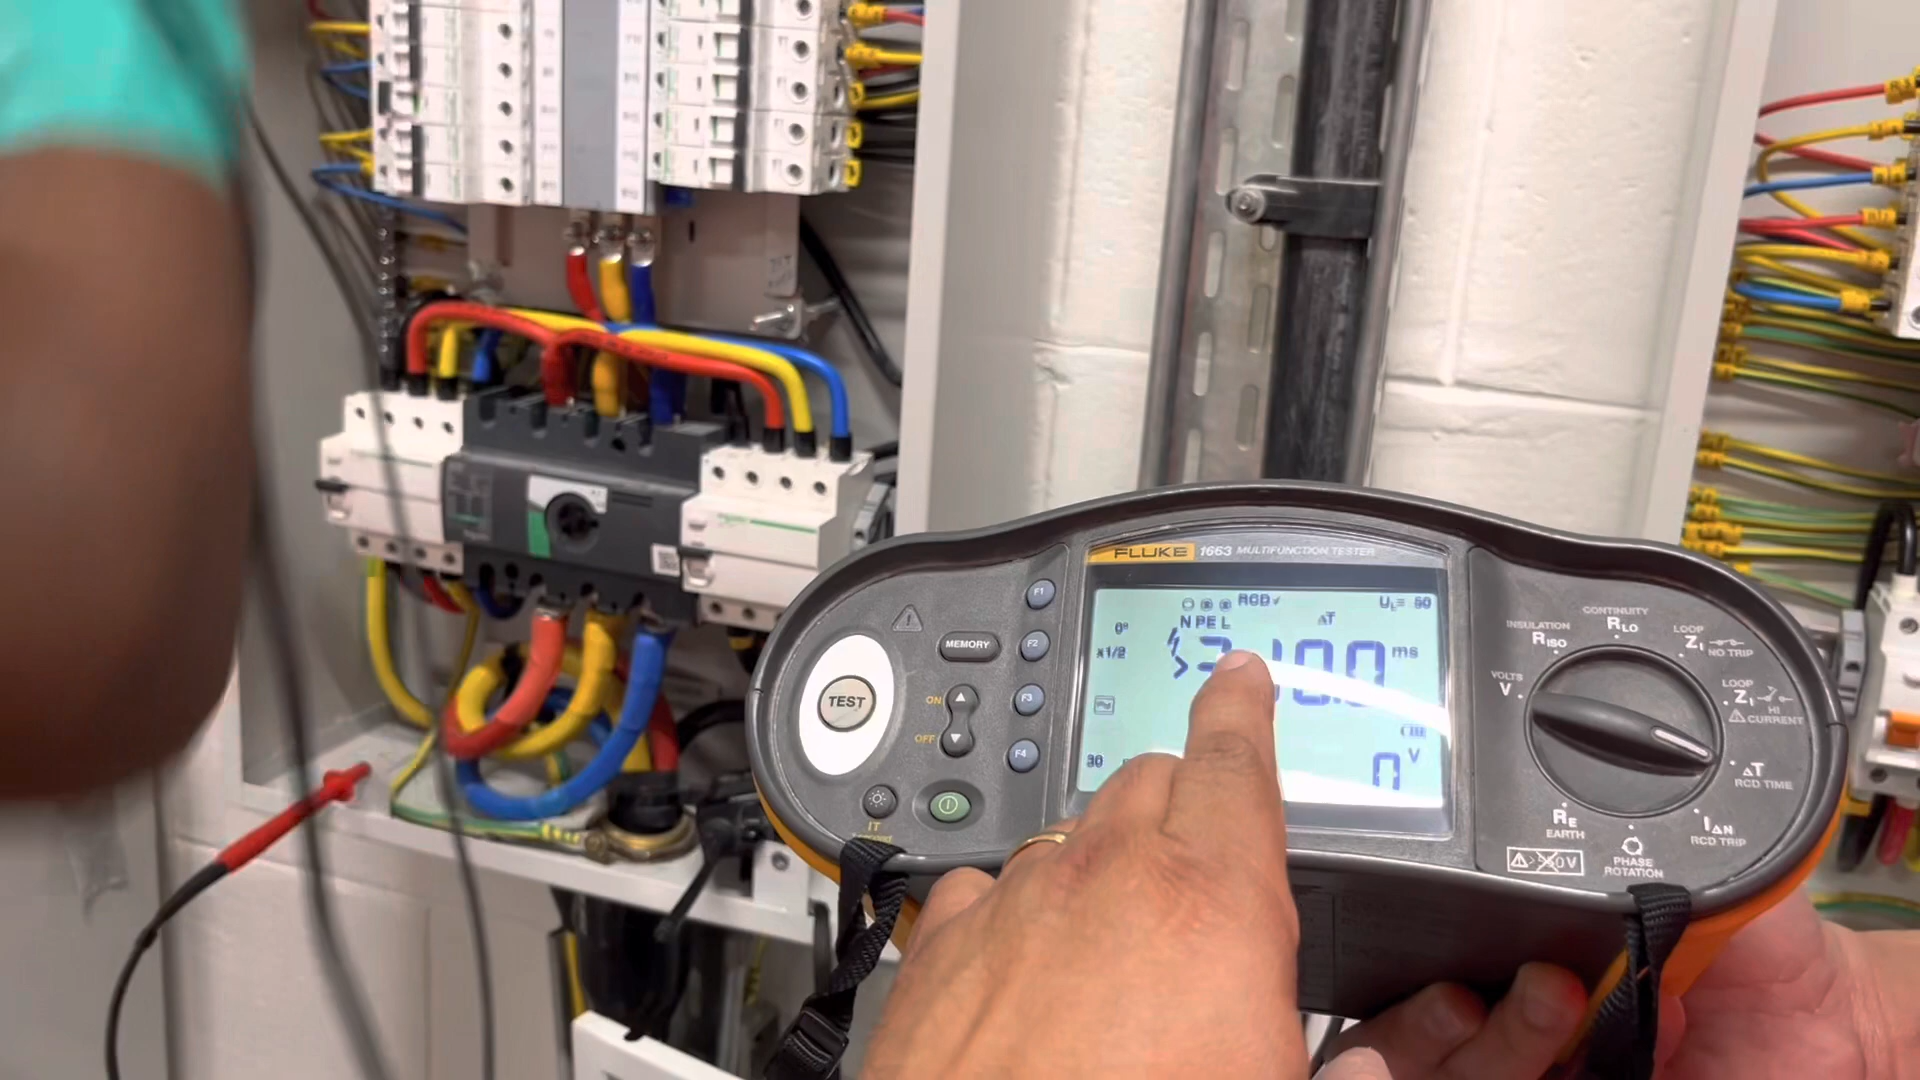 FLUKE 1663 MULTIFUNCTION TESTER
RCD√ UL= 50
0° N PE L ΔT
x1/2 ms
30
V
TEST
MEMORY
ON
OFF
F1
F2
F3
F4
IT
CONTINUITY
RLO
INSULATION
RISO
LOOP
ZI NO TRIP
VOLTS
V
LOOP
ZI HI
CURRENT
ΔT
RCD TIME
IΔN
RCD TRIP
PHASE
ROTATION
RE
EARTH